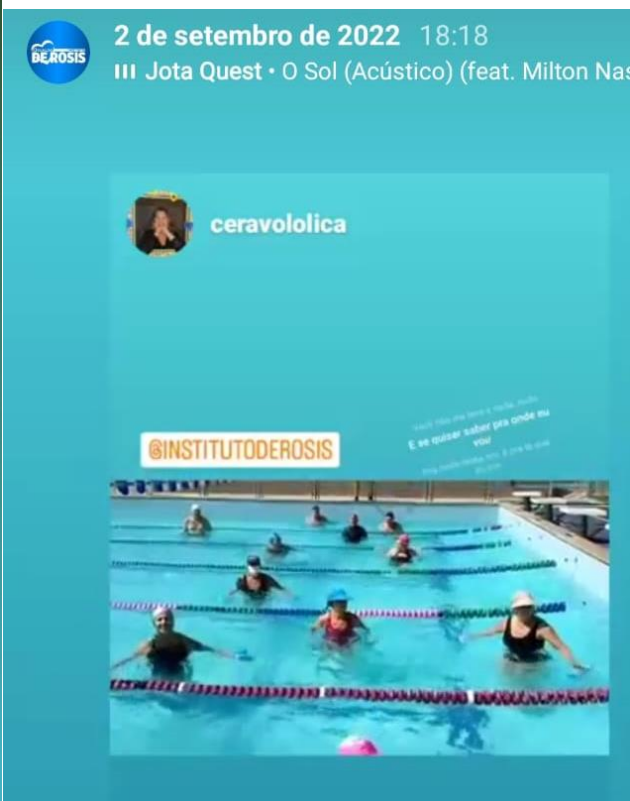 DE ROSIS
2 de setembro de 2022 18:18
Jota Quest • O Sol (Acústico) (feat. Milton Nas
ceravololica
E se quiser saber pra onde eu
vou
@INSTITUTODEROSIS